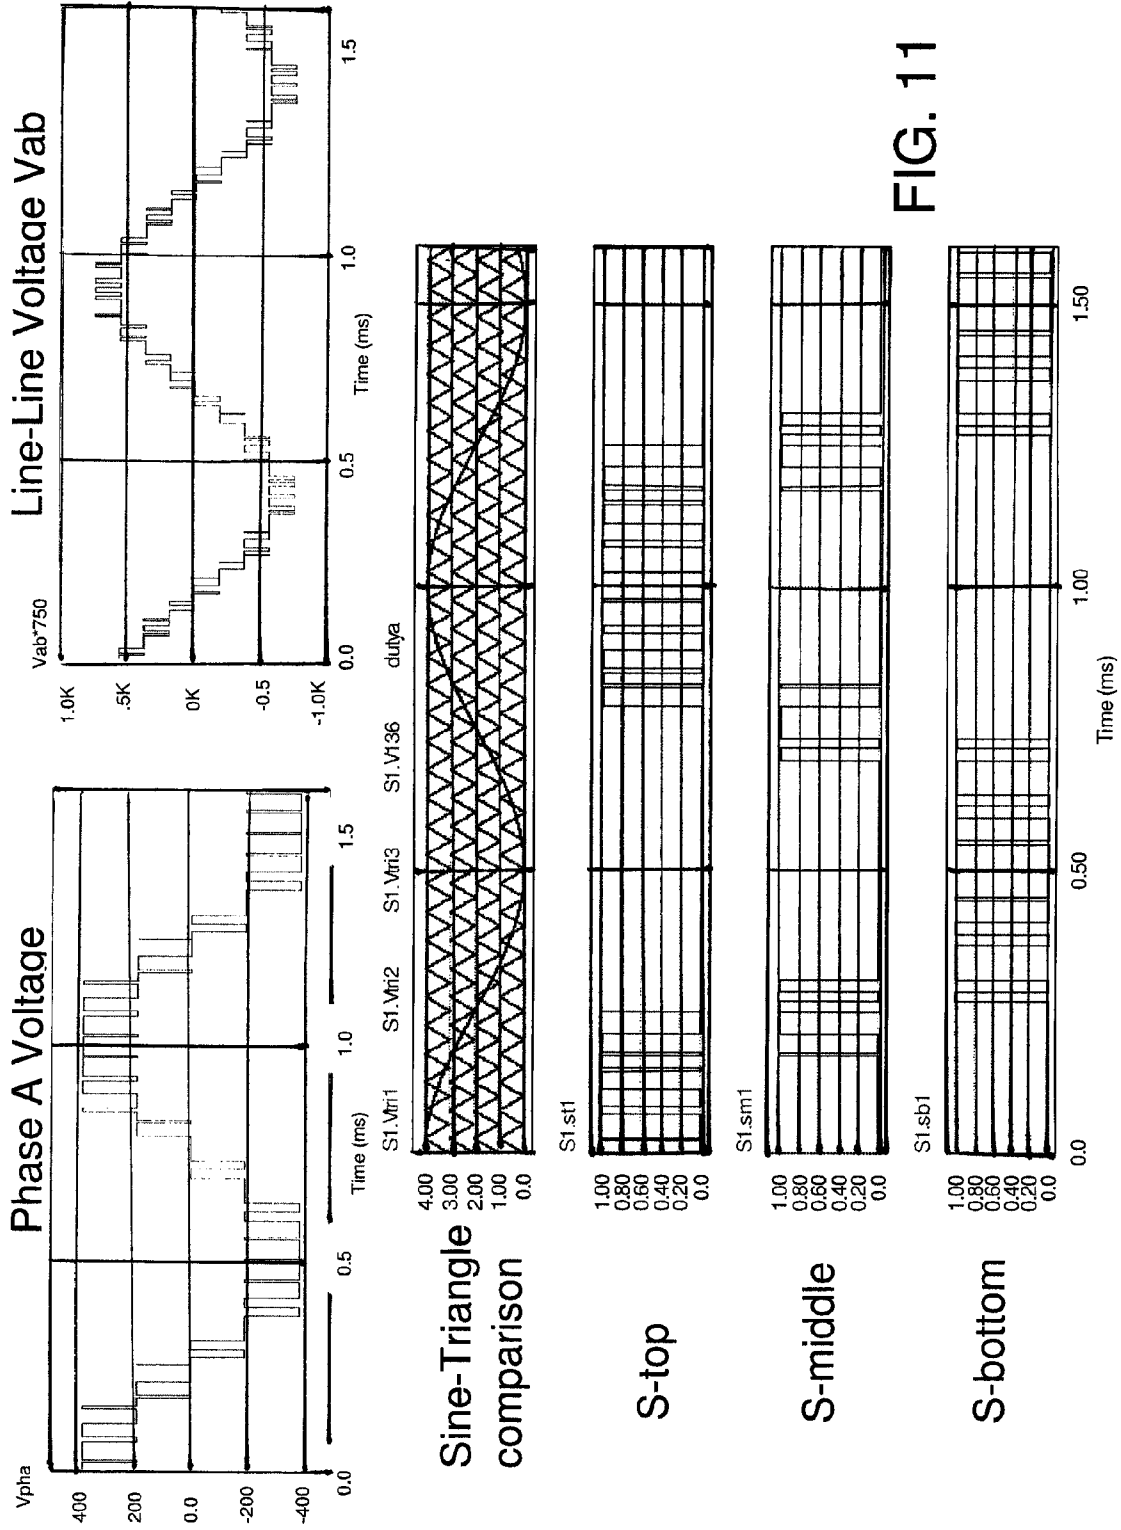 Phase A Voltage
Vpha
400
200
0.0
-200
-400
0.0
0.5
1.0
1.5
Time (ms)
Line-Line Voltage Vab
Vab*750
1.0K
.5K
0K
-0.5
-1.0K
0.0
0.5
1.0
1.5
Time (ms)
Sine-Triangle
comparison
S1.Vtri1
S1.Vtri2
S1.Vtri3
S1.V136
dutya
4.00
3.00
2.00
1.00
0.0
S-top
S1.st1
1.00
0.80
0.60
0.40
0.20
0.0
S-middle
S1.sm1
1.00
0.80
0.60
0.40
0.20
0.0
S-bottom
S1.sb1
1.00
0.80
0.60
0.40
0.20
0.0
0.0
0.50
1.00
1.50
Time (ms)
FIG. 11